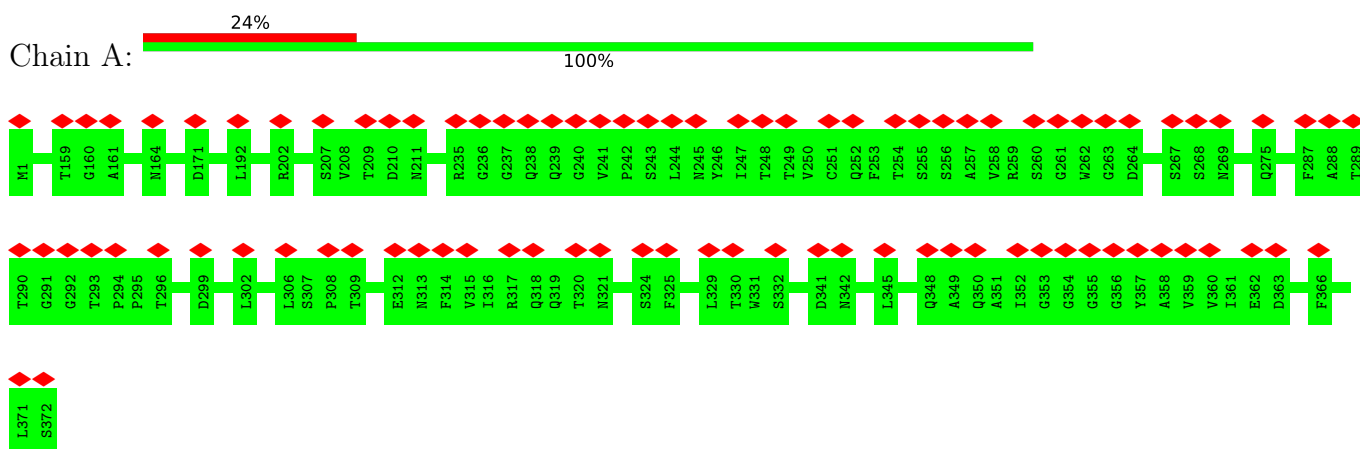 24%
Chain A:
100%
M1 T159 G160 A161 N164 D171 L192 R202 S207 V208 T209 D210 N211 R235 G236 G237 Q238 Q239 G240 V241 P242 S243 L244 N245 Y246 I247 T248 T249 V250 C251 Q252 F253 T254 S255 S256 A257 V258 R259 S260 G261 W262 G263 D264 S267 S268 N269 Q275 F287 A288 T289
T290 G291 G292 T293 P294 P295 T296 D299 L302 L306 S307 P308 T309 E312 N313 F314 V315 I316 R317 Q318 Q319 T320 N321 S324 F325 L329 T330 W331 S332 D341 N342 L345 Q348 A349 Q350 A351 I352 G353 G354 G355 G356 Y357 A358 V359 V360 I361 E362 D363 F366
L371 S372